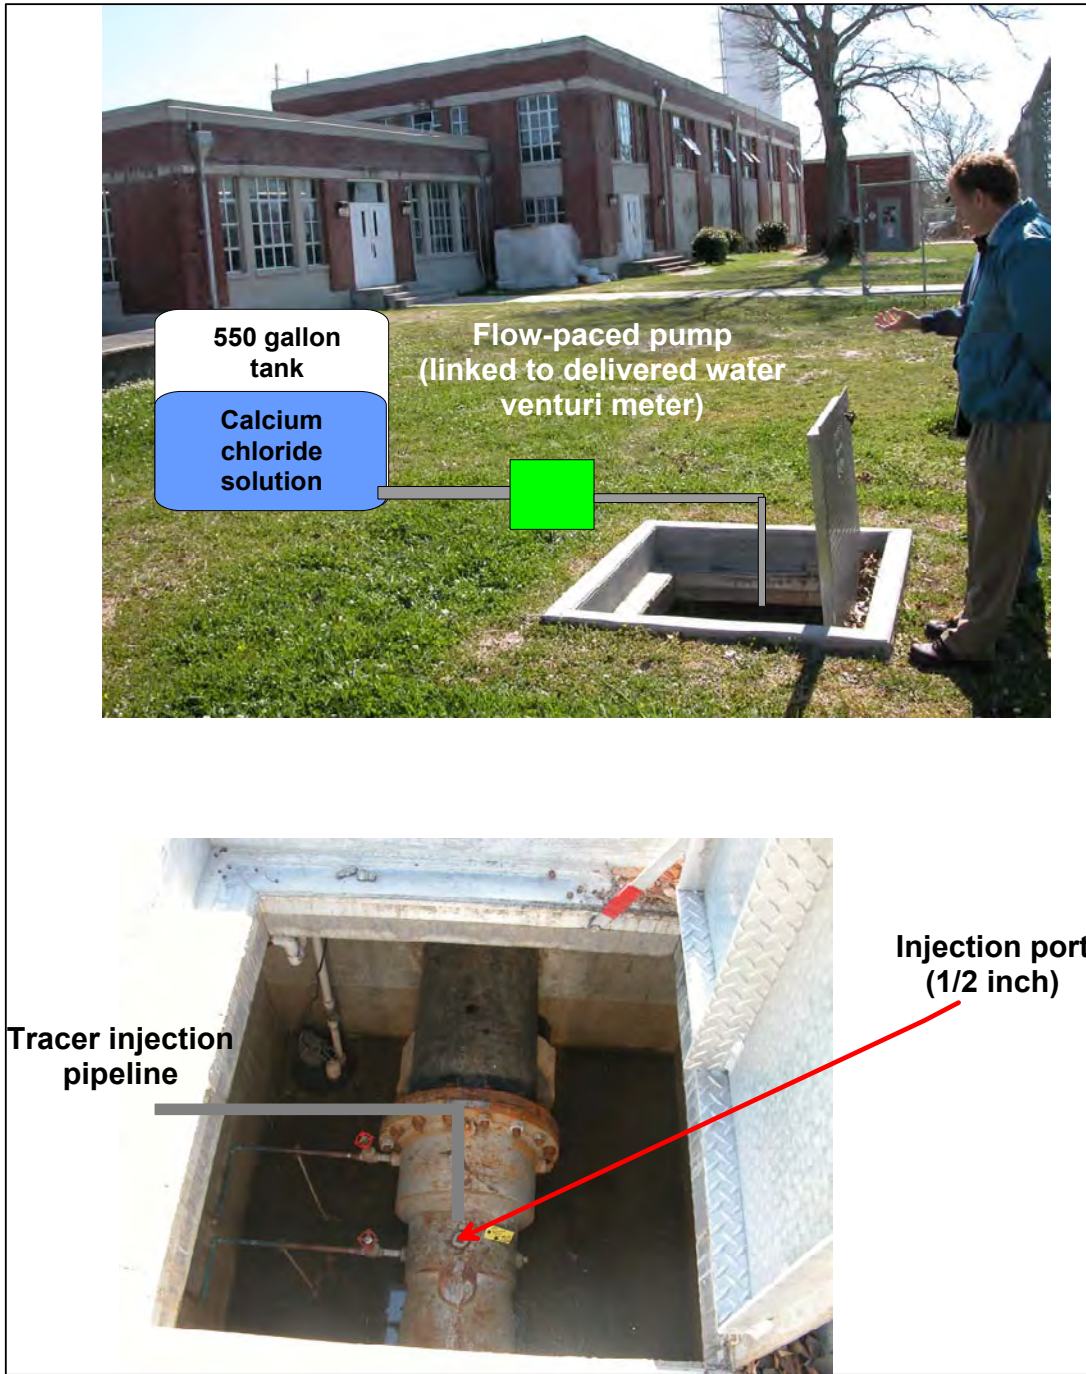 550 gallon
tank
Calcium
chloride
solution
Flow-paced pump
(linked to delivered water
venturi meter)
Injection port
(1/2 inch)
Tracer injection
pipeline